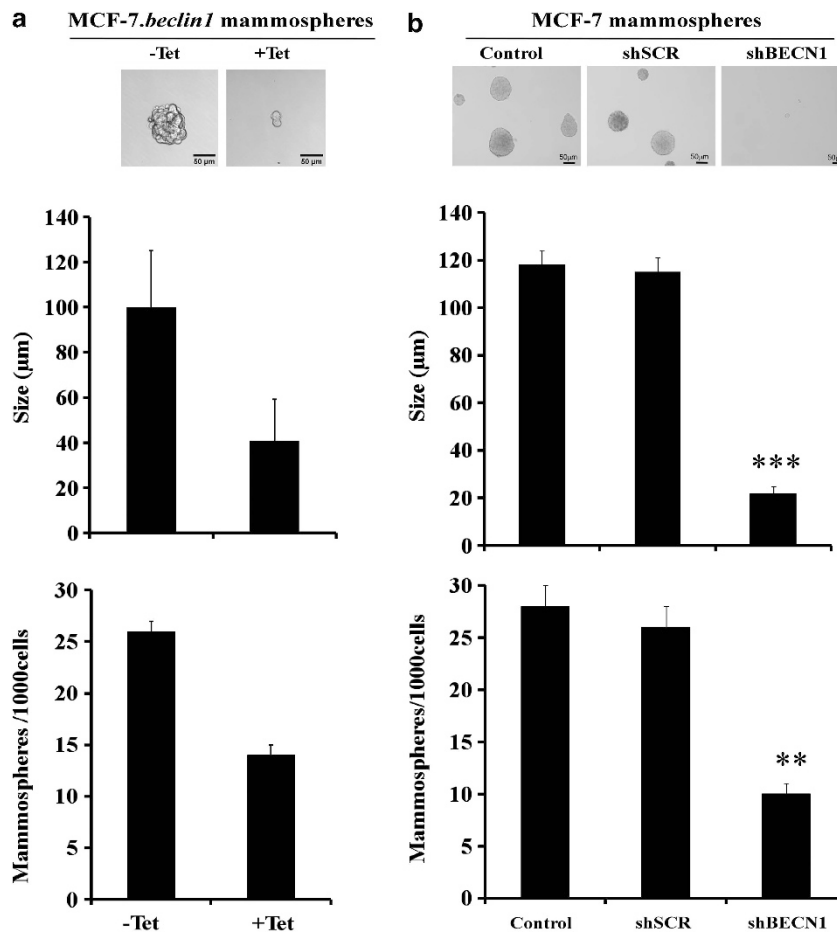 a
MCF-7.beclin1 mammospheres
-Tet +Tet
50 µm 50 µm
Size (µm)
140
120
100
80
60
40
20
0
Mammospheres /1000cells
30
25
20
15
10
5
0
-Tet +Tet
b
MCF-7 mammospheres
Control shSCR shBECN1
50µm 50µm 50µ
Size (µm)
140
120
100
80
60
40
20
0
***
Mammospheres/1000cells
30
25
20
15
10
5
0
**
Control shSCR shBECN1